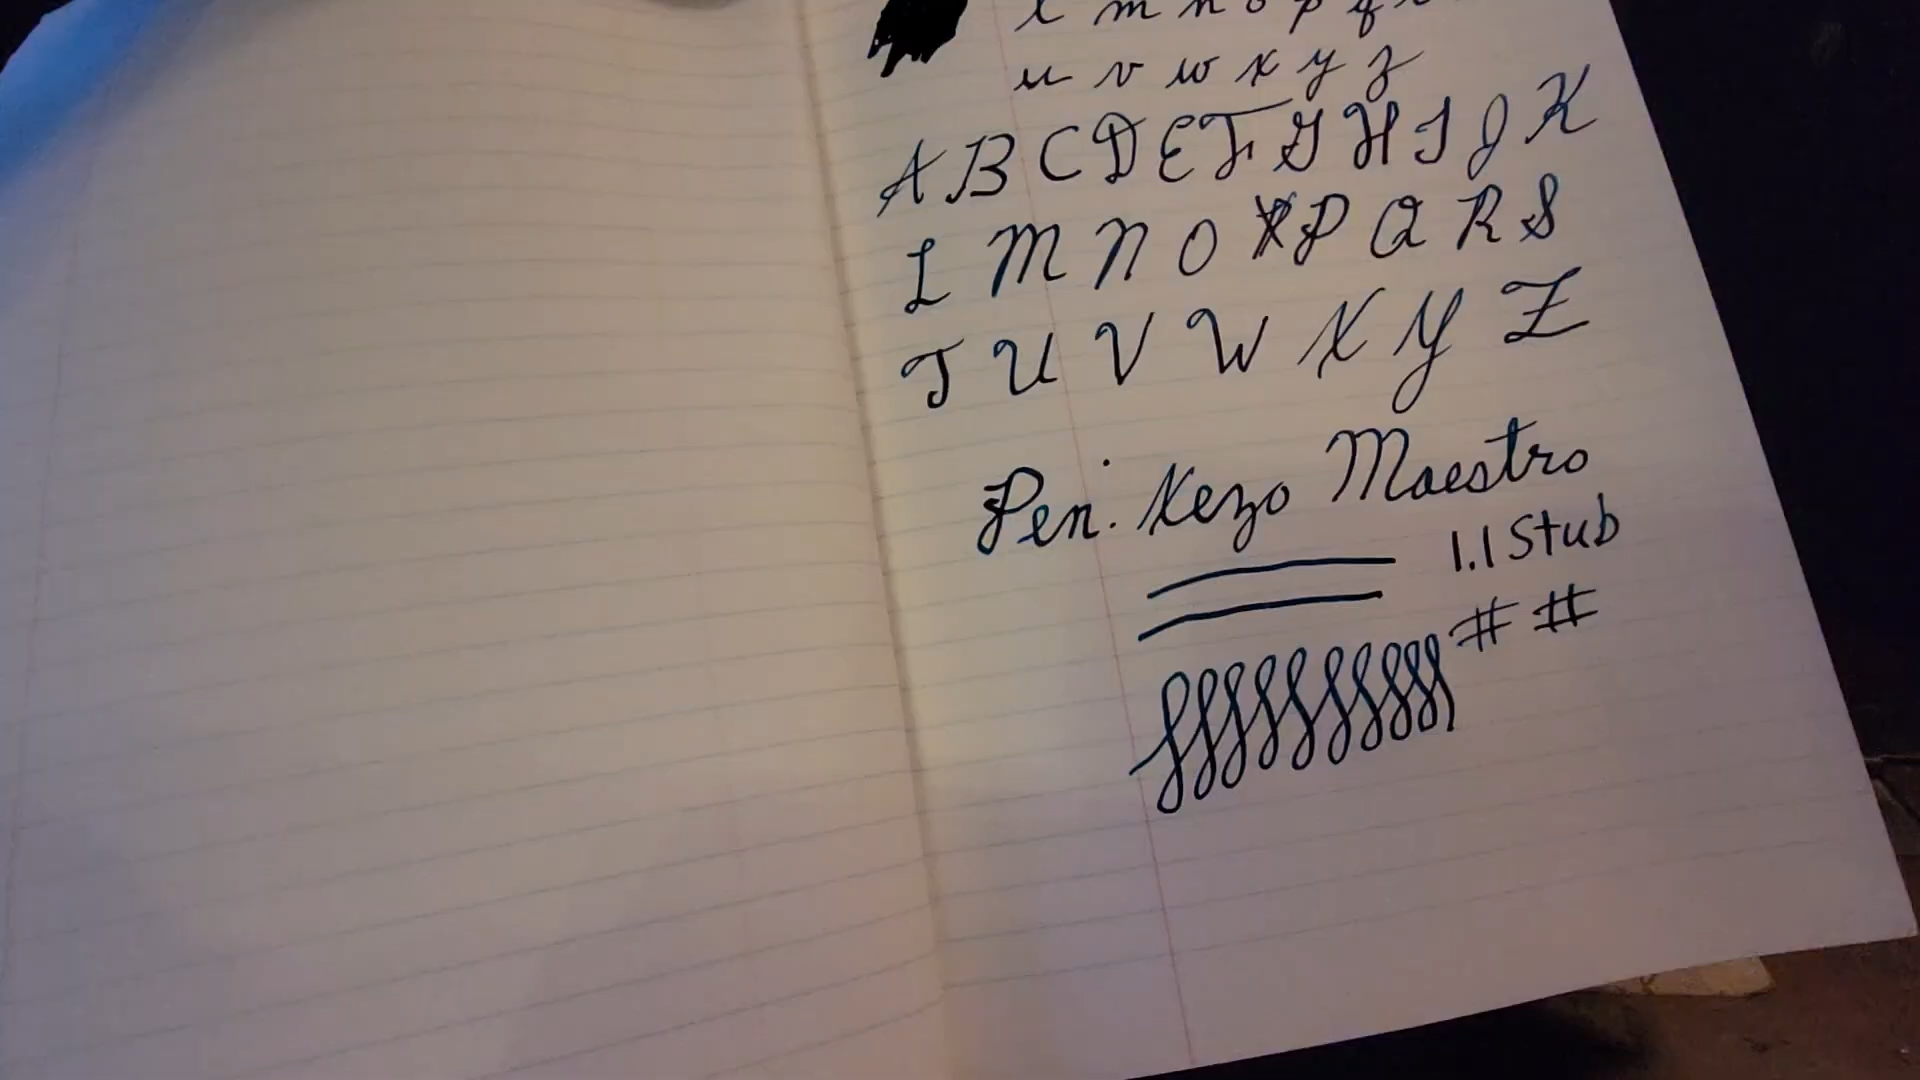 l m n o p q r
u v w x y z
A B C D E F G H I J K
L M N O P Q R S
T U V W X Y Z
Pen: Kezo Maestro
1.1 Stub
# #